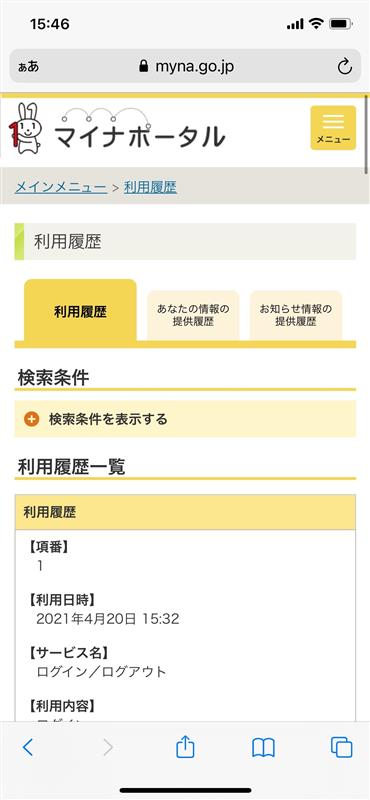 15:46
ぁあ
myna.go.jp
マイナポータル
メニュー
メインメニュー > 利用履歴
利用履歴
利用履歴
あなたの情報の
提供履歴
お知らせ情報の
提供履歴
検索条件
検索条件を表示する
利用履歴一覧
利用履歴
【項番】
1
【利用日時】
2021年4月20日 15:32
【サービス名】
ログイン／ログアウト
【利用内容】